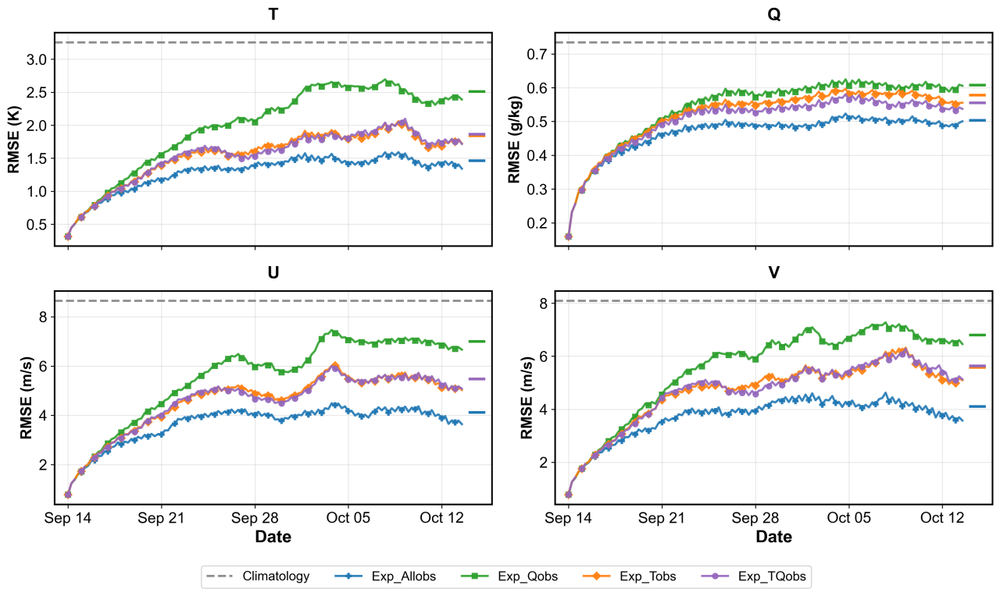 T
Q
RMSE (K)
3.0
2.5
2.0
1.5
1.0
0.5
RMSE (g/kg)
0.7
0.6
0.5
0.4
0.3
0.2
U
V
RMSE (m/s)
8
6
4
2
Sep 14
Sep 21
Sep 28
Oct 05
Oct 12
Date
RMSE (m/s)
8
6
4
2
Sep 14
Sep 21
Sep 28
Oct 05
Oct 12
Date
Climatology
Exp_Allobs
Exp_Qobs
Exp_Tobs
Exp_TQobs